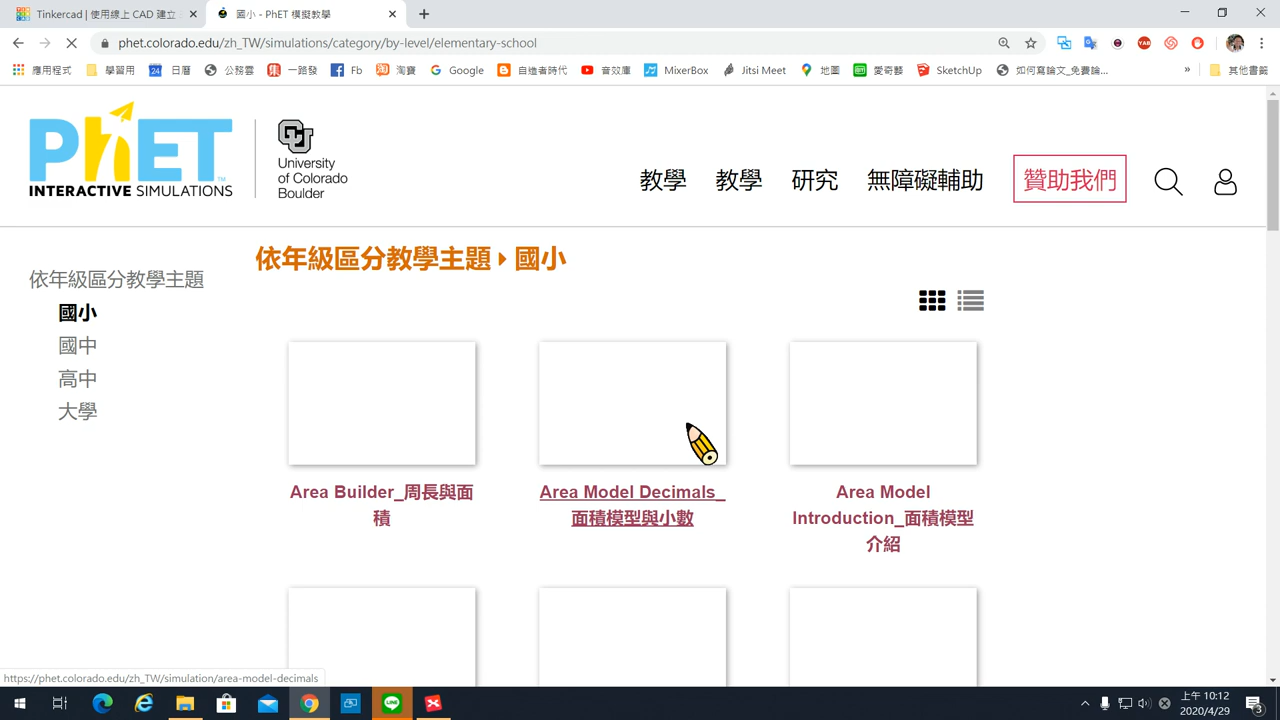 Tinkercad | 使用線上 CAD 建立
國小 - PhET 模擬教學
phet.colorado.edu/zh_TW/simulations/category/by-level/elementary-school
應用程式
學習用
24 日曆
公務雲
集 一路發
Fb
淘寶
Google
自造者時代
音效庫
MixerBox
Jitsi Meet
地圖
愛奇藝
SketchUp
如何寫論文_免費論...
»
其他書籤
PhET
INTERACTIVE SIMULATIONS
University
of Colorado
Boulder
教學
教學
研究
無障礙輔助
贊助我們
依年級區分教學主題
國小
國中
高中
大學
依年級區分教學主題 國小
Area Builder_周長與面
積
Area Model Decimals_
面積模型與小數
Area Model
Introduction_面積模型
介紹
https://phet.colorado.edu/zh_TW/simulation/area-model-decimals
LINE
上午 10:12
2020/4/29
3